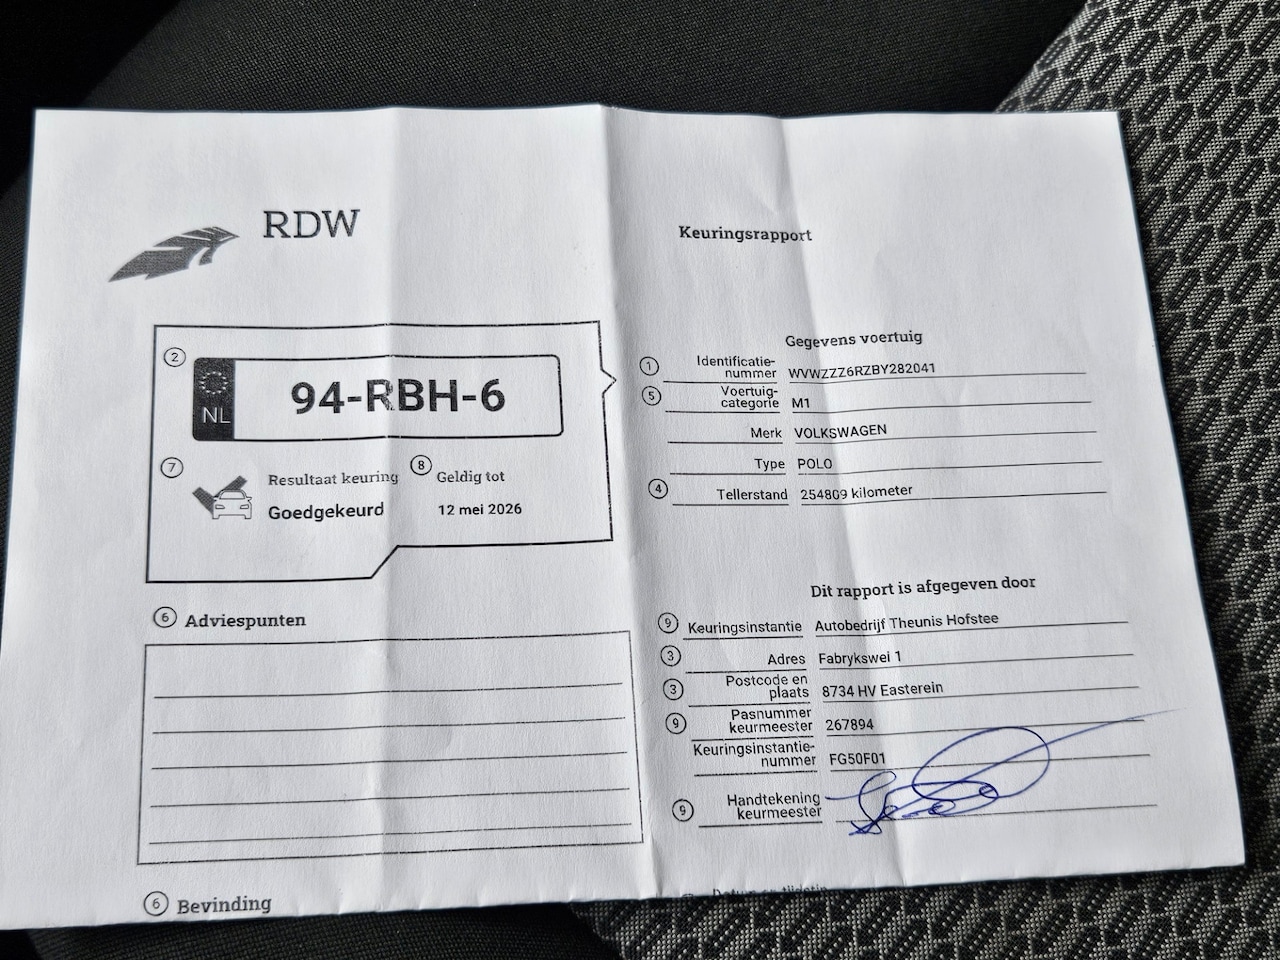 RDW
Keuringsrapport
2
NL
94-RBH-6
7
Resultaat keuring
Goedgekeurd
8
Geldig tot
12 mei 2026
6 Adviespunten
6 Bevinding
Gegevens voertuig
1
Identificatie-
nummer WVWZZZ6RZBY282041
5
Voertuig-
categorie M1
Merk VOLKSWAGEN
Type POLO
4 Tellerstand 254809 kilometer
Dit rapport is afgegeven door
9 Keuringsinstantie Autobedrijf Theunis Hofstee
3 Adres Fabrykswei 1
3
Postcode en
plaats 8734 HV Easterein
9
Pasnummer
keurmeester 267894
Keuringsinstantie-
nummer FG50F01
9
Handtekening
keurmeester